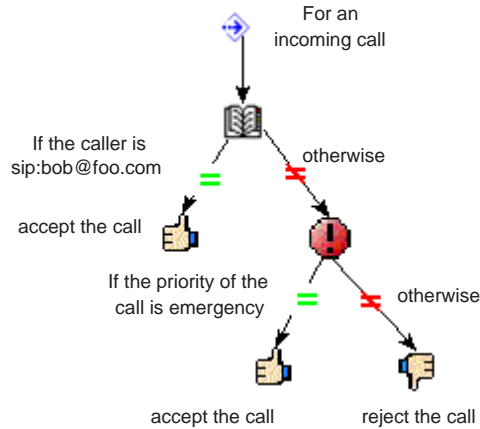 For an
incoming call
If the caller is
sip:bob@foo.com
otherwise
accept the call
If the priority of the
call is emergency
otherwise
accept the call
reject the call